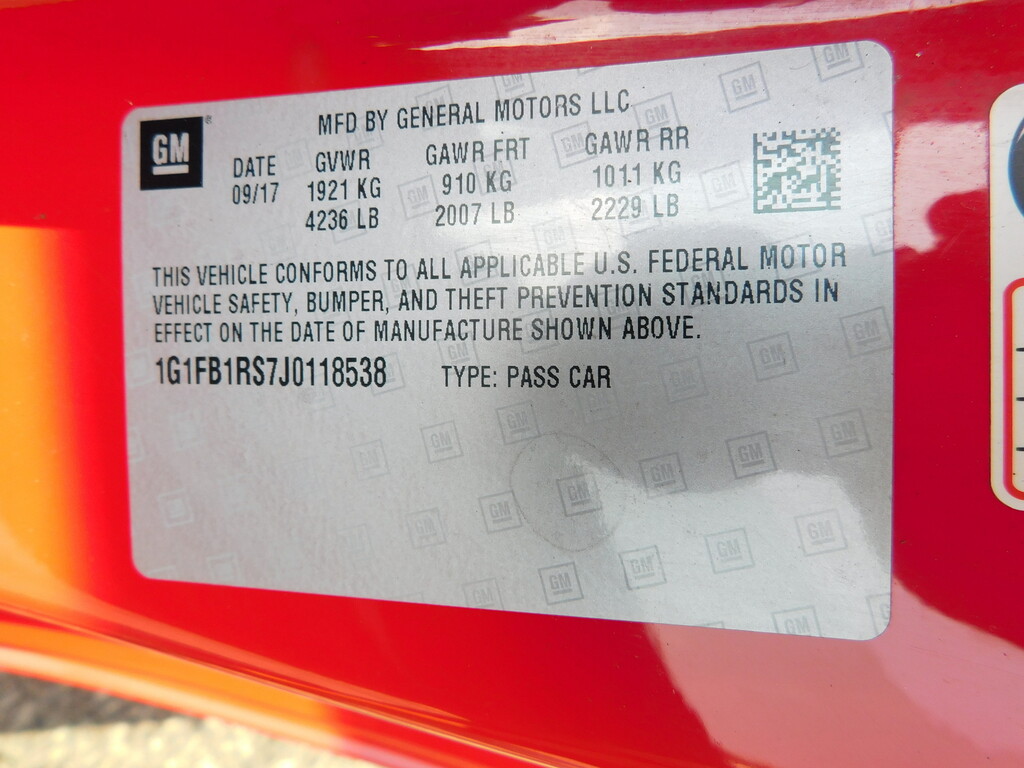 GM
MFD BY GENERAL MOTORS LLC
DATE GVWR GAWR FRT GAWR RR
09/17 1921 KG 910 KG 1011 KG
4236 LB 2007 LB 2229 LB
THIS VEHICLE CONFORMS TO ALL APPLICABLE U.S. FEDERAL MOTOR
VEHICLE SAFETY, BUMPER, AND THEFT PREVENTION STANDARDS IN
EFFECT ON THE DATE OF MANUFACTURE SHOWN ABOVE.
1G1FB1RS7J0118538 TYPE: PASS CAR